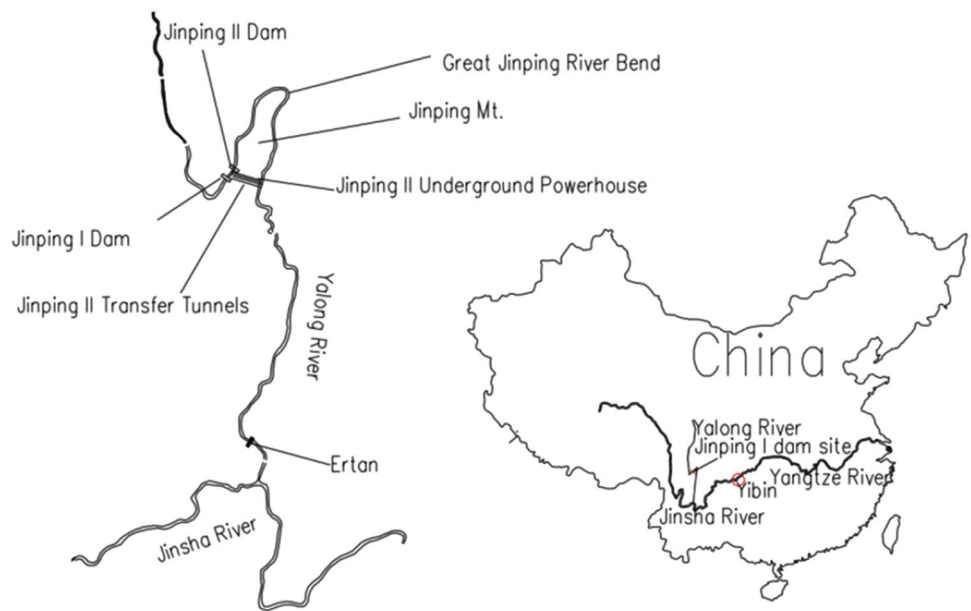 Jinping II Dam
Great Jinping River Bend
Jinping Mt.
Jinping II Underground Powerhouse
Jinping I Dam
Jinping II Transfer Tunnels
Yalong River
Ertan
Jinsha River
China
Yalong River
Jinping I dam site
Yangtze River
Yibin
Jinsha River